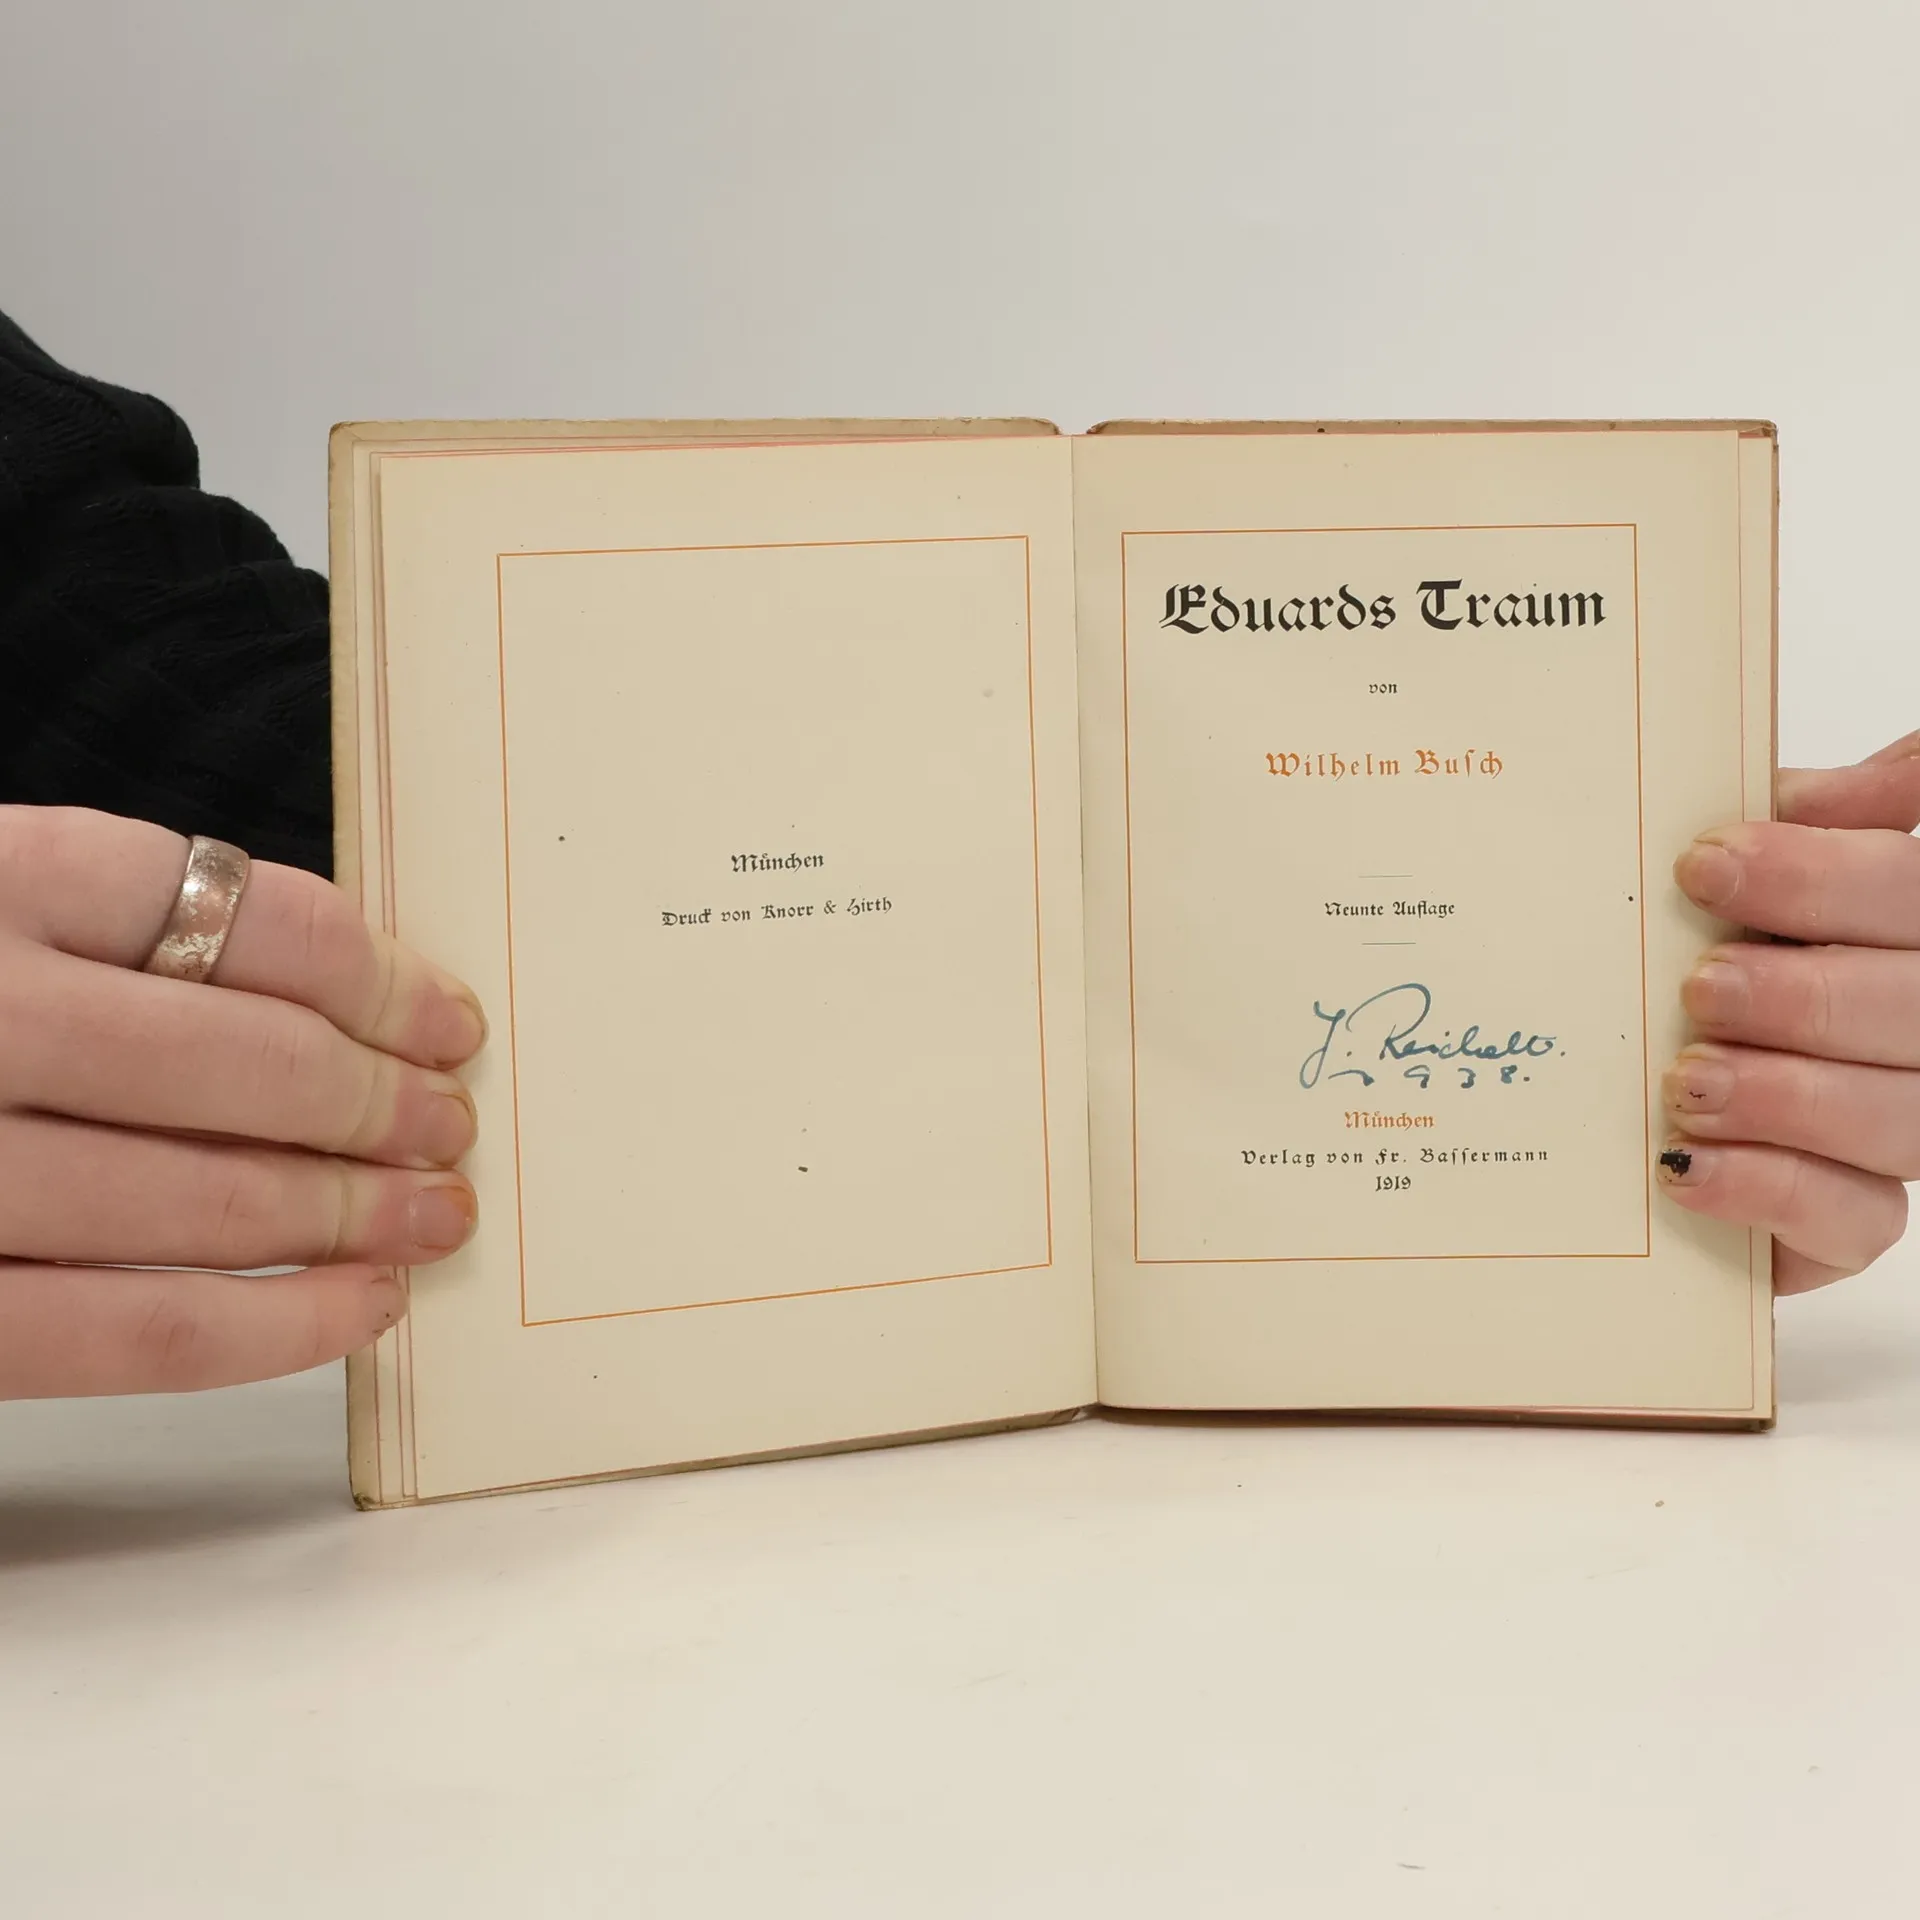 München
Druck von Knorr & Hirth
Eduards Traum
von
Wilhelm Buſch
Neunte Auflage
J. Reichelt.
1938.
München
Verlag von Fr. Baſſermann
1919